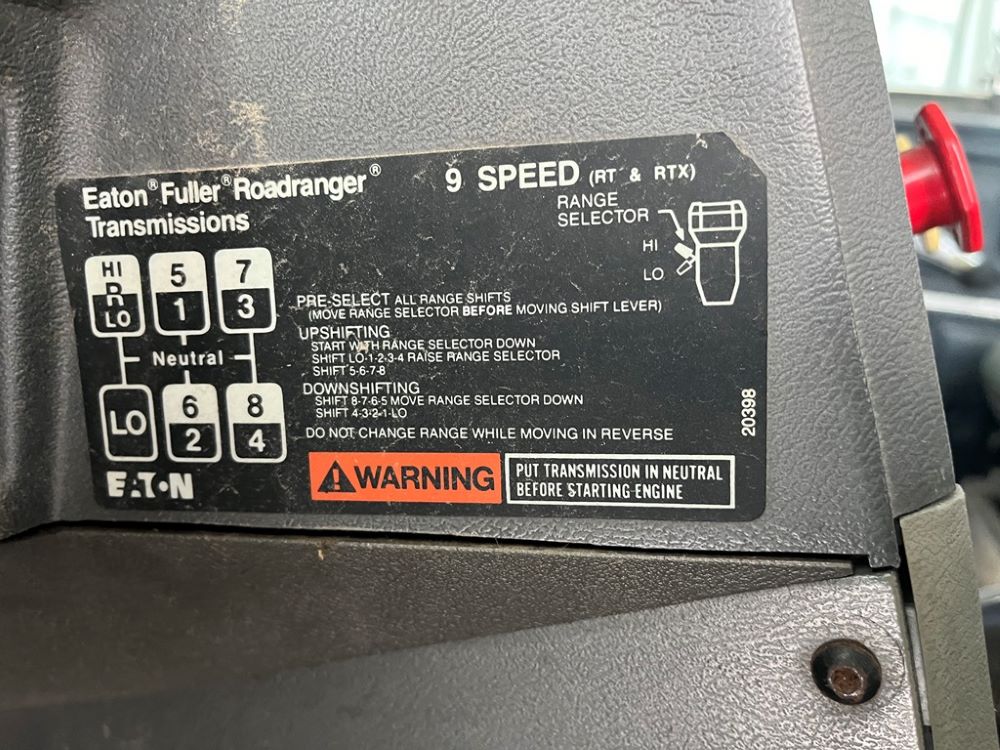 Eaton® Fuller® Roadranger®
Transmissions
9 SPEED (RT & RTX)
RANGE
SELECTOR
HI
LO
HI
R
LO
5
1
7
3
Neutral
LO
6
2
8
4
PRE-SELECT ALL RANGE SHIFTS
(MOVE RANGE SELECTOR BEFORE MOVING SHIFT LEVER)
UPSHIFTING
START WITH RANGE SELECTOR DOWN
SHIFT LO-1-2-3-4 RAISE RANGE SELECTOR
SHIFT 5-6-7-8
DOWNSHIFTING
SHIFT 8-7-6-5 MOVE RANGE SELECTOR DOWN
SHIFT 4-3-2-1-LO
DO NOT CHANGE RANGE WHILE MOVING IN REVERSE
20398
EATON
WARNING
PUT TRANSMISSION IN NEUTRAL
BEFORE STARTING ENGINE